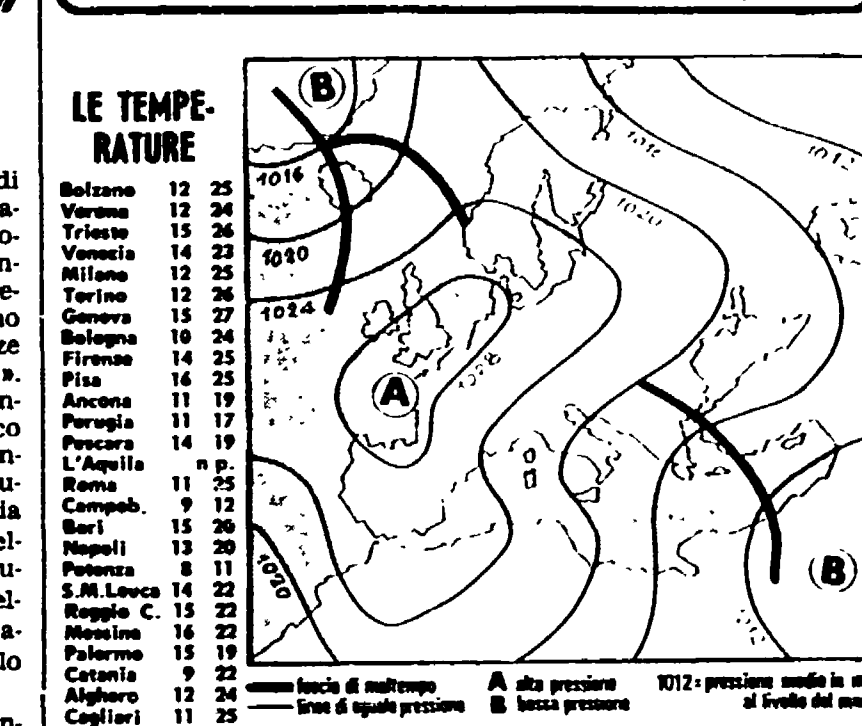 di
LE TEMPE-
RATURE
Bolzano 12 25
Verona 12 24
Trieste 15 26
Venezia 14 23
Milano 12 25
Torino 12 26
Genova 15 27
Bologna 10 24
Firenze 14 25
Pisa 16 25
Ancona 11 19
Perugia 11 17
Pescara 14 19
L'Aquila n p.
Roma 11 25
Campob. 9 12
Bari 15 20
Napoli 13 20
Potenza 8 11
S.M.Leuca 14 22
Reggio C. 15 22
Messina 16 22
Palermo 15 19
Catania 9 22
Alghero 12 24
Cagliari 11 25
B
1016
1020
1024
1016
1012
1020
1028
A
1020
B
1012
fascia di maltempo
linee di eguale pressione
A alta pressione
B bassa pressione
1012 = pressione media in
al livello del